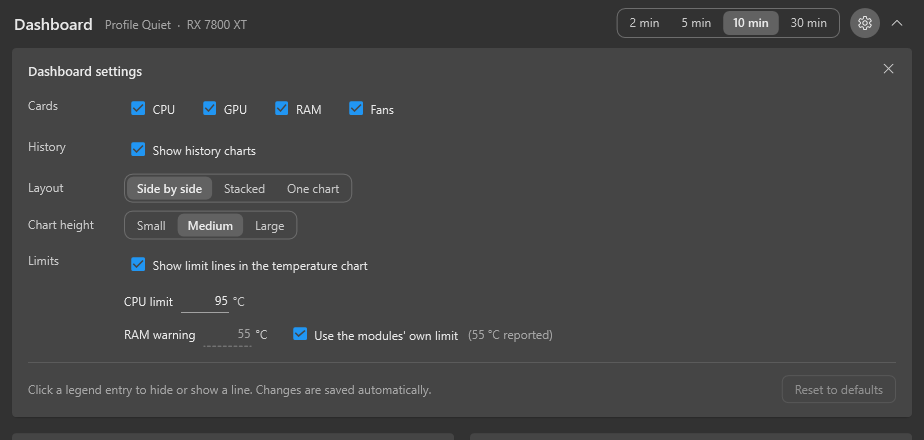 Dashboard Profile Quiet · RX 7800 XT 2 min 5 min 10 min 30 min
Dashboard settings
Cards CPU GPU RAM Fans
History Show history charts
Layout Side by side Stacked One chart
Chart height Small Medium Large
Limits Show limit lines in the temperature chart
CPU limit 95 °C
RAM warning 55 °C Use the modules' own limit (55 °C reported)
Click a legend entry to hide or show a line. Changes are saved automatically. Reset to defaults